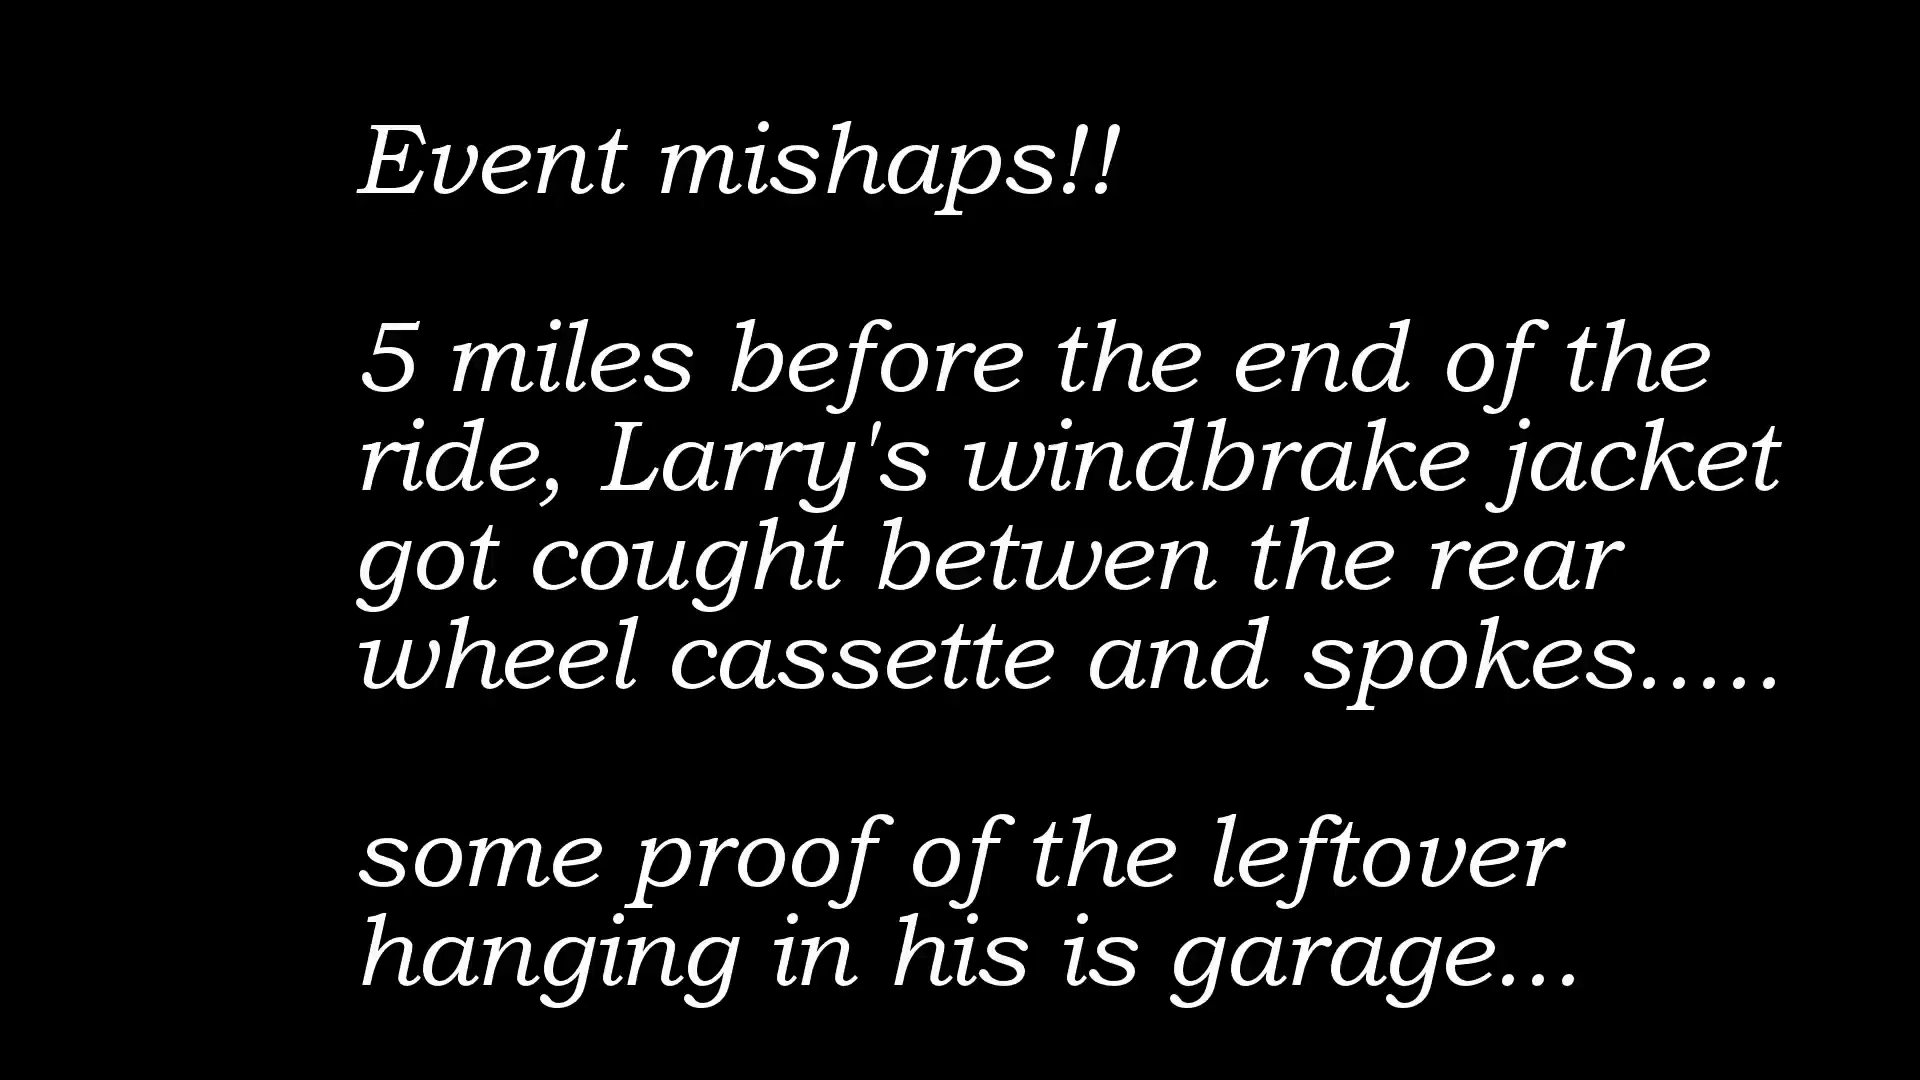 Event mishaps!!
5 miles before the end of the
ride, Larry's windbrake jacket
got cought betwen the rear
wheel cassette and spokes.....
some proof of the leftover
hanging in his is garage...